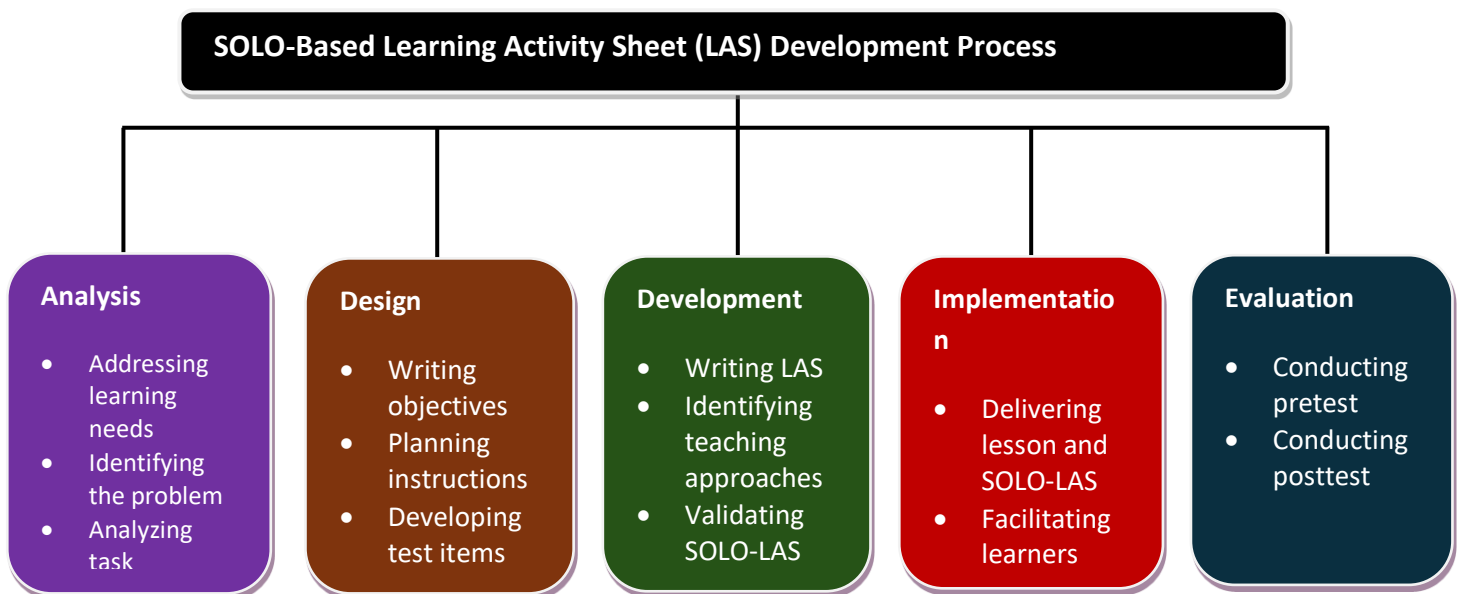 SOLO-Based Learning Activity Sheet (LAS) Development Process
Analysis
• Addressing
learning
needs
• Identifying
the problem
• Analyzing
task
Design
• Writing
objectives
• Planning
instructions
• Developing
test items
Development
• Writing LAS
• Identifying
teaching
approaches
• Validating
SOLO-LAS
Implementatio
n
• Delivering
lesson and
SOLO-LAS
• Facilitating
learners
Evaluation
• Conducting
pretest
• Conducting
posttest